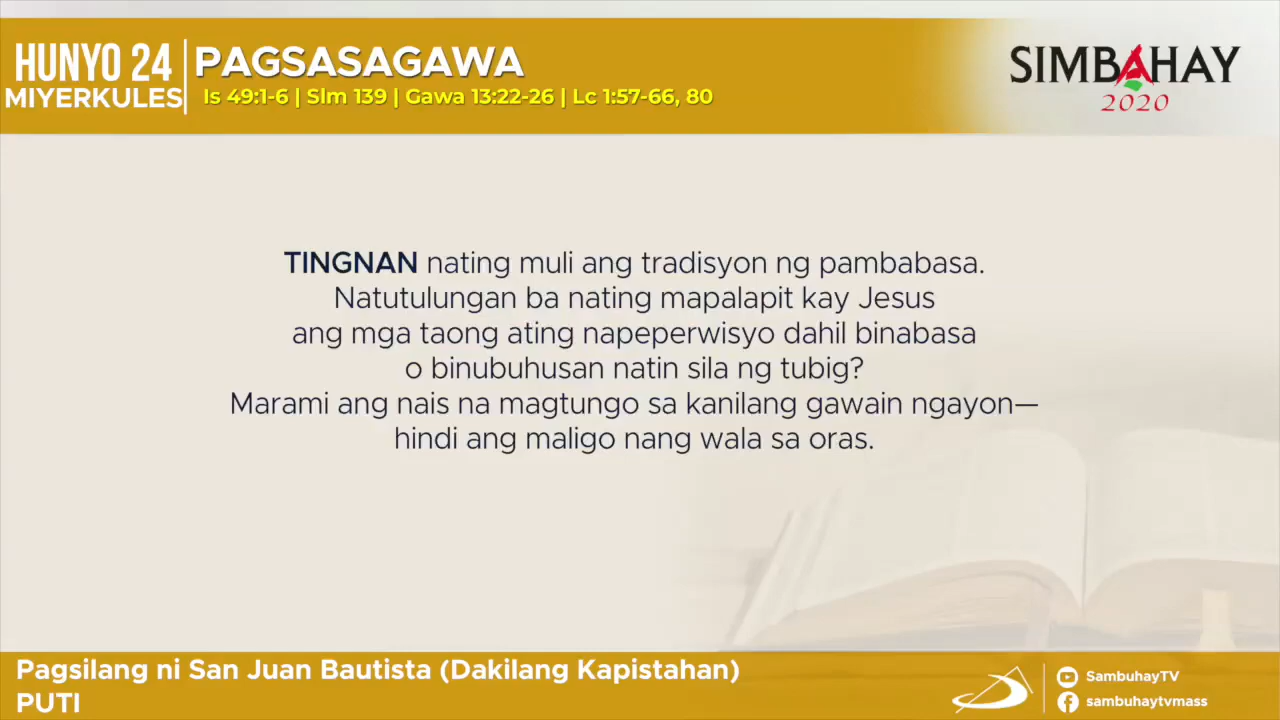 HUNYO 24
MIYERKULES
PAGSASAGAWA
Is 49:1-6 | Slm 139 | Gawa 13:22-26 | Lc 1:57-66, 80
SIMBAHAY
2020
TINGNAN nating muli ang tradisyon ng pambabasa.
Natutulungan ba nating mapalapit kay Jesus
ang mga taong ating napeperwisyo dahil binabasa
o binubuhusan natin sila ng tubig?
Marami ang nais na magtungo sa kanilang gawain ngayon—
hindi ang maligo nang wala sa oras.
Pagsilang ni San Juan Bautista (Dakilang Kapistahan)
PUTI
SambuhayTV
sambuhaytvmass